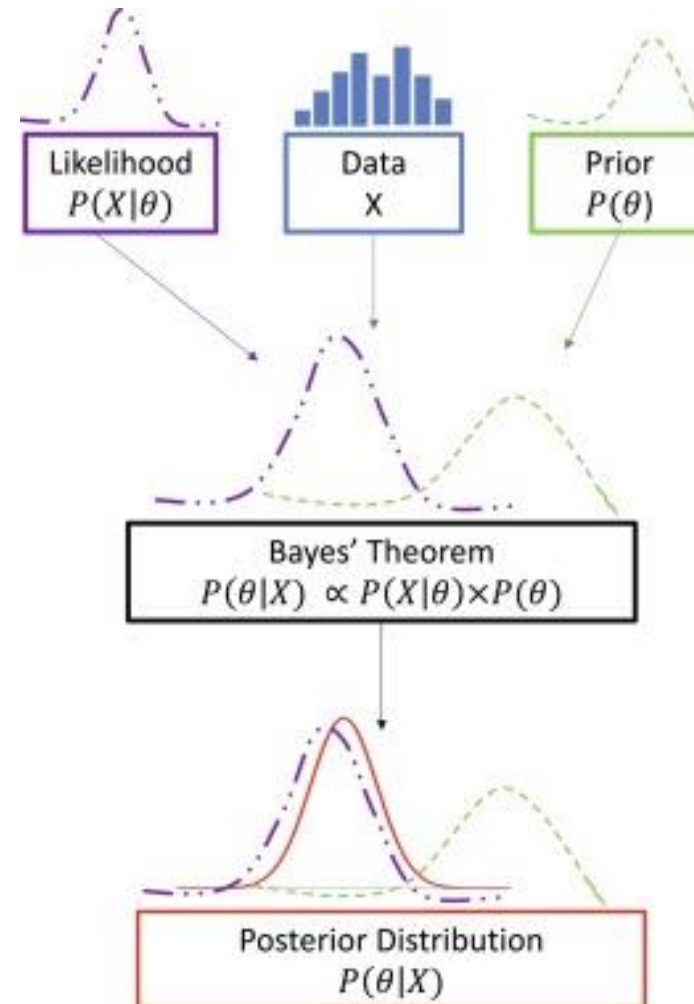 Likelihood
P(X|θ)
Data
X
Prior
P(θ)
Bayes' Theorem
P(θ|X) ∝ P(X|θ)×P(θ)
Posterior Distribution
P(θ|X)